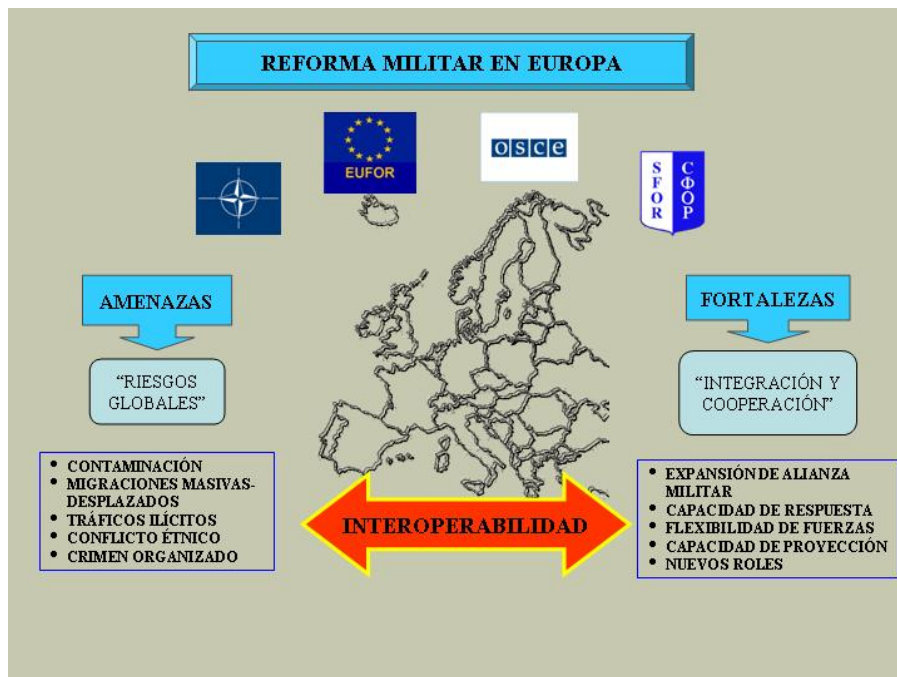 REFORMA MILITAR EN EUROPA
EUFOR
osce
SFOR
СФОР
AMENAZAS
FORTALEZAS
“RIESGOS
GLOBALES”
“INTEGRACIÓN Y
COOPERACIÓN”
• CONTAMINACIÓN
• MIGRACIONES MASIVAS-
DESPLAZADOS
• TRÁFICOS ILÍCITOS
• CONFLICTO ÉTNICO
• CRIMEN ORGANIZADO
INTEROPERABILIDAD
• EXPANSIÓN DE ALIANZA
MILITAR
• CAPACIDAD DE RESPUESTA
• FLEXIBILIDAD DE FUERZAS
• CAPACIDAD DE PROYECCIÓN
• NUEVOS ROLES